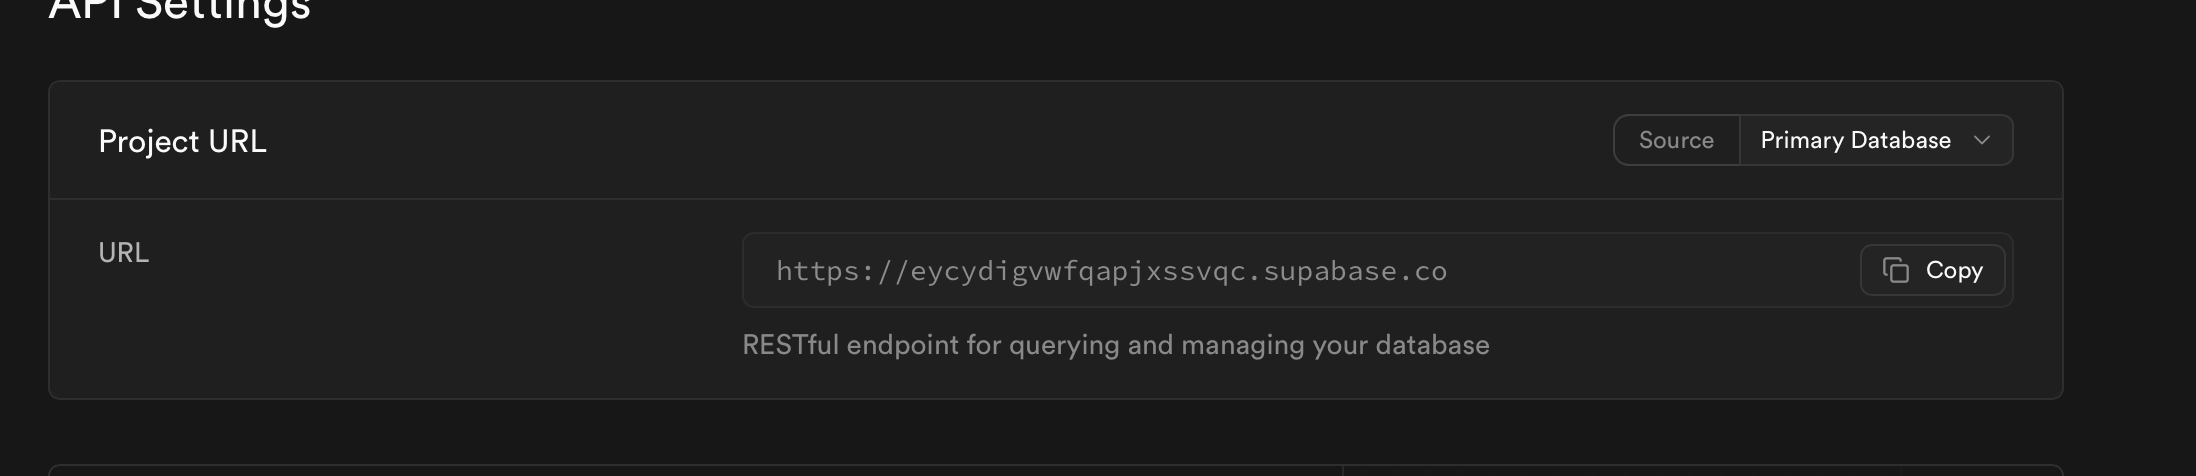 API Settings
Project URL
Source
Primary Database
URL
https://eycydigvwfqapjxssvqc.supabase.co
Copy
RESTful endpoint for querying and managing your database